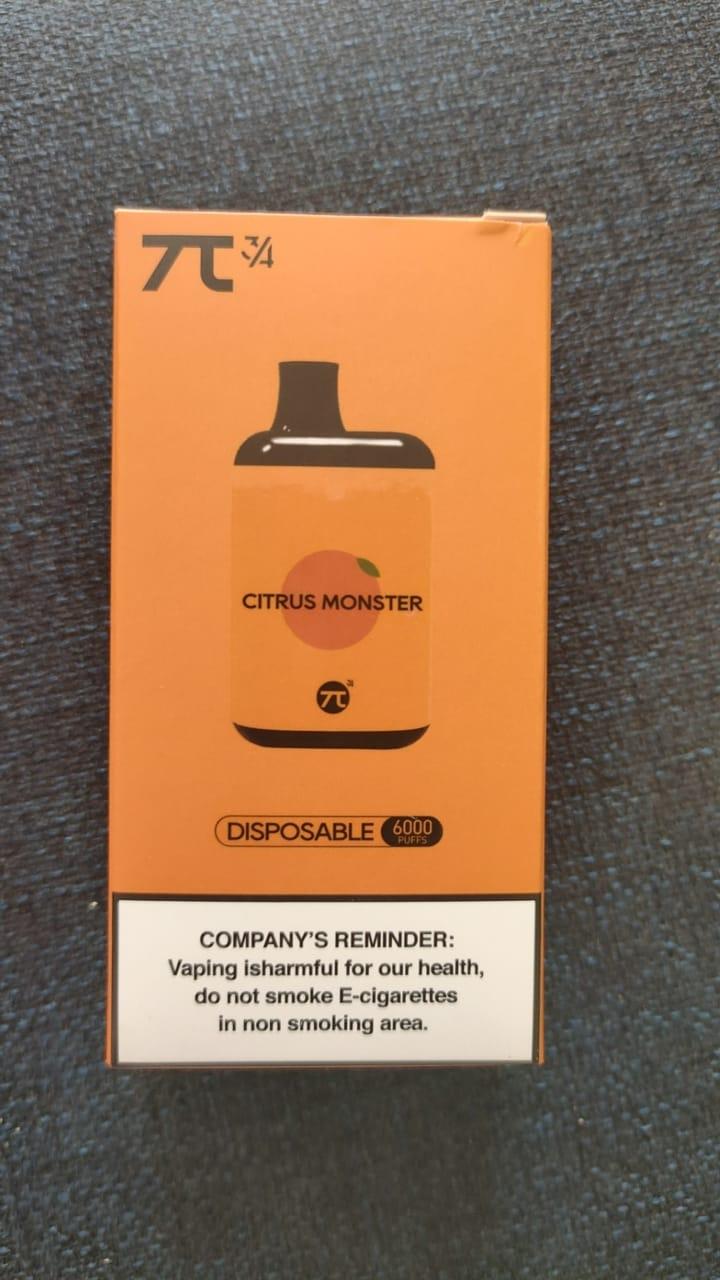 π 3/4
CITRUS MONSTER
π
DISPOSABLE 6000
PUFFS
COMPANY'S REMINDER:
Vaping isharmful for our health,
do not smoke E-cigarettes
in non smoking area.